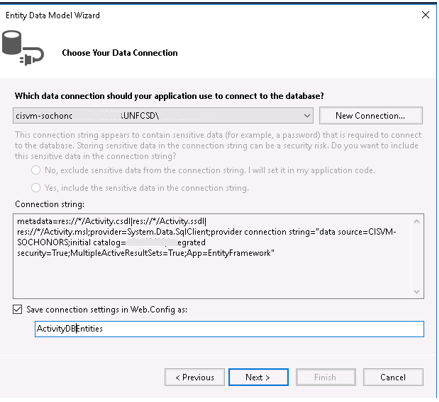 Entity Data Model Wizard
Choose Your Data Connection
Which data connection should your application use to connect to the database?
cisvm-sochonc .UNFCSD\
New Connection...
This connection string appears to contain sensitive data (for example, a password) that is required to connect
to the database. Storing sensitive data in the connection string can be a security risk. Do you want to include
this sensitive data in the connection string?
No, exclude sensitive data from the connection string. I will set it in my application code.
Yes, include the sensitive data in the connection string.
Connection string:
metadata=res://*/Activity.csdl|res://*/Activity.ssdl|
res://*/Activity.msl;provider=System.Data.SqlClient;provider connection string="data source=CISVM-
SOCHONORS;initial catalog= egrated
security=True;MultipleActiveResultSets=True;App=EntityFramework"
Save connection settings in Web.Config as:
ActivityDBEntities
< Previous
Next >
Finish
Cancel